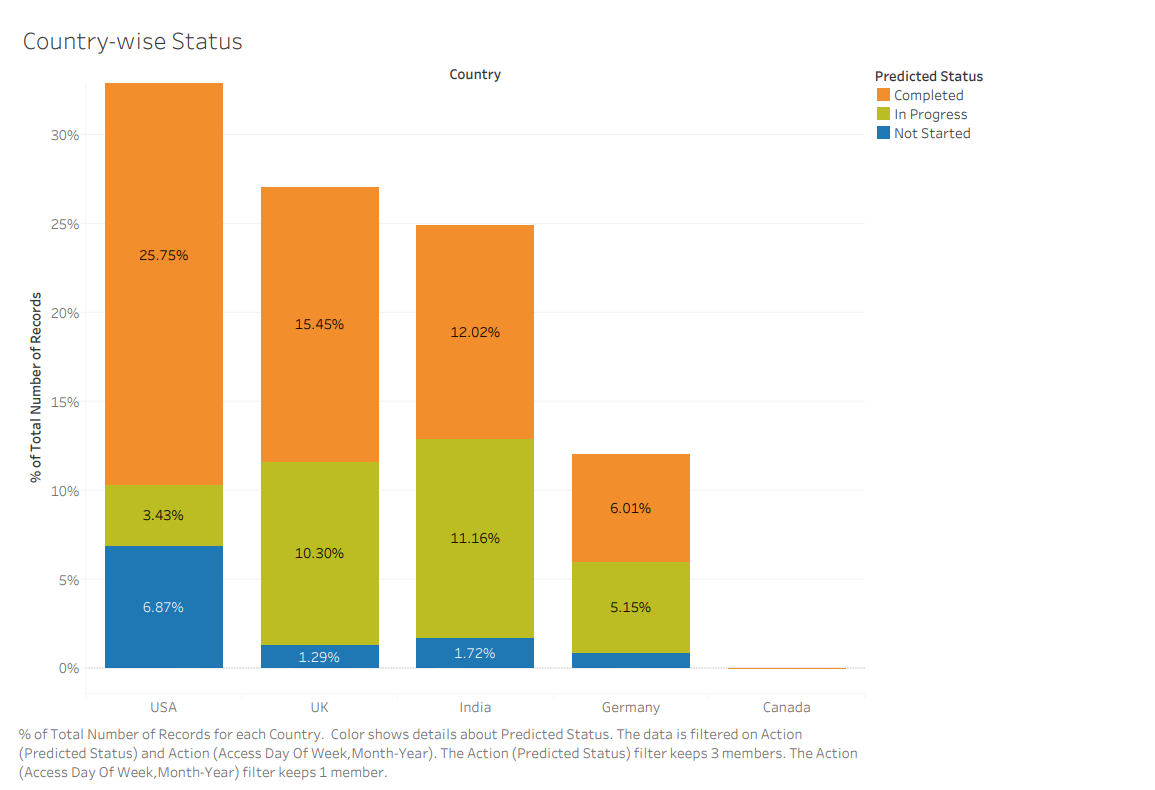 Country-wise Status
Country
Predicted Status
Completed
In Progress
Not Started
% of Total Number of Records
30%
25%
20%
15%
10%
5%
0%
25.75%
3.43%
6.87%
15.45%
10.30%
1.29%
12.02%
11.16%
1.72%
6.01%
5.15%
USA
UK
India
Germany
Canada
% of Total Number of Records for each Country.  Color shows details about Predicted Status. The data is filtered on Action
(Predicted Status) and Action (Access Day Of Week,Month-Year). The Action (Predicted Status) filter keeps 3 members. The Action
(Access Day Of Week,Month-Year) filter keeps 1 member.